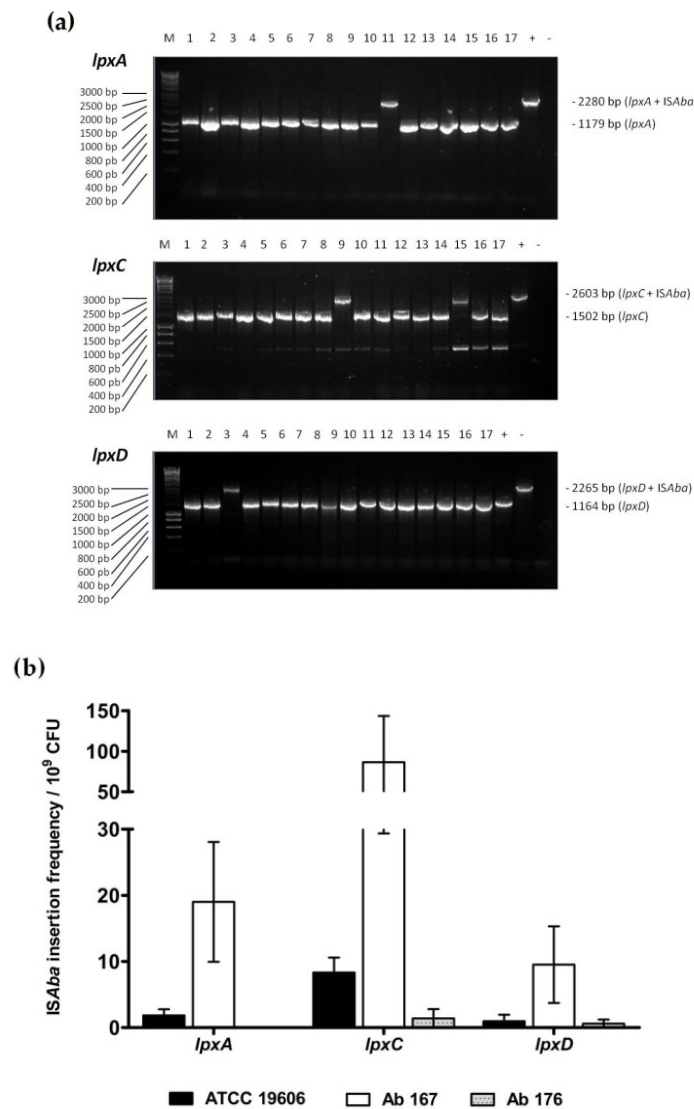 (a)
M 1 2 3 4 5 6 7 8 9 10 11 12 13 14 15 16 17 + -
lpxA
3000 bp
2500 bp
2000 bp
1500 bp
1000 bp
800 pb
600 pb
400 bp
200 bp
- 2280 bp (lpxA + ISAba
- 1179 bp (lpxA)
M 1 2 3 4 5 6 7 8 9 10 11 12 13 14 15 16 17 + -
lpxC
3000 bp
2500 bp
2000 bp
1500 bp
1000 bp
800 pb
600 pb
400 bp
200 bp
- 2603 bp (lpxC + ISAba)
- 1502 bp (lpxC)
M 1 2 3 4 5 6 7 8 9 10 11 12 13 14 15 16 17 + -
lpxD
3000 bp
2500 bp
2000 bp
1500 bp
1000 bp
800 bp
600 pb
400 bp
200 bp
- 2265 bp (lpxD + ISAba)
- 1164 bp (lpxD)
(b)
ISAba insertion frequency / 10⁹ CFU
150
100
50
30
20
10
0
lpxA lpxC lpxD
ATCC 19606 Ab 167 Ab 176